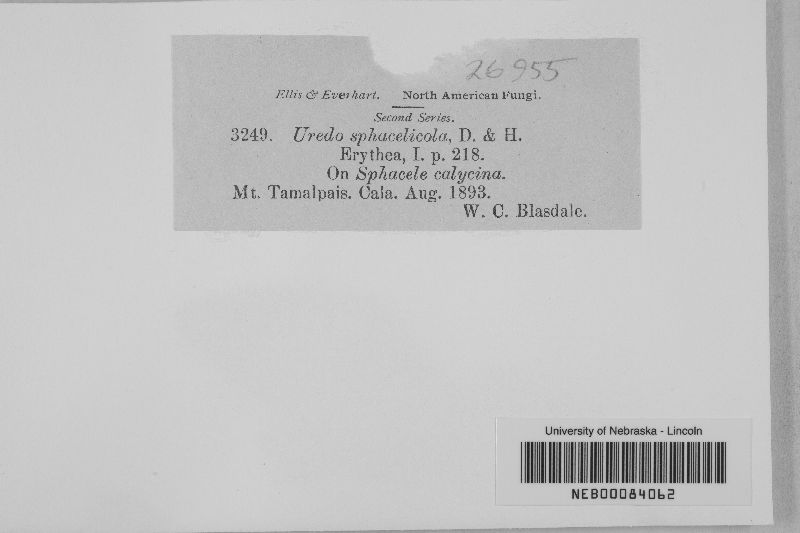 26955
Ellis & Everhart. North American Fungi.
Second Series.
3249. Uredo sphacelicola, D. & H.
Erythea, I. p. 218.
On Sphacele calycina.
Mt. Tamalpais. Cala. Aug. 1893.
W. C. Blasdale.
University of Nebraska - Lincoln
NEB00084062